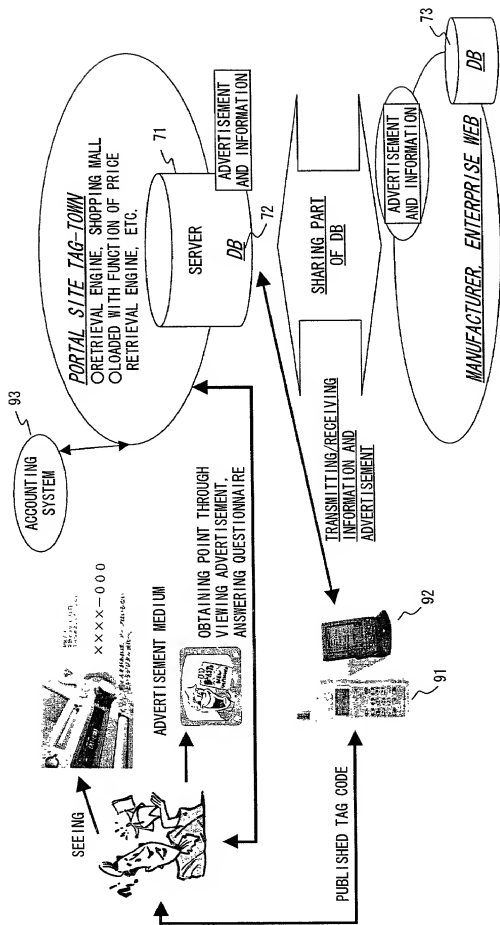 93
ACCOUNTING
SYSTEM
PORTAL SITE TAG-TOWN
○RETRIEVAL ENGINE, SHOPPING MALL
○LOADED WITH FUNCTION OF PRICE
RETRIEVAL ENGINE, ETC.
71
SERVER
DB
72
ADVERTISEMENT
AND INFORMATION
SEEING
××××-000
ADVERTISEMENT MEDIUM
OBTAINING POINT THROUGH
VIEWING ADVERTISEMENT,
ANSWERING QUESTIONNAIRE
SHARING PART
OF DB
TRANSMITTING/RECEIVING
INFORMATION AND
ADVERTISEMENT
PUBLISHED TAG CODE
91
92
ADVERTISEMENT
AND INFORMATION
73
DB
MANUFACTURER, ENTERPRISE WEB